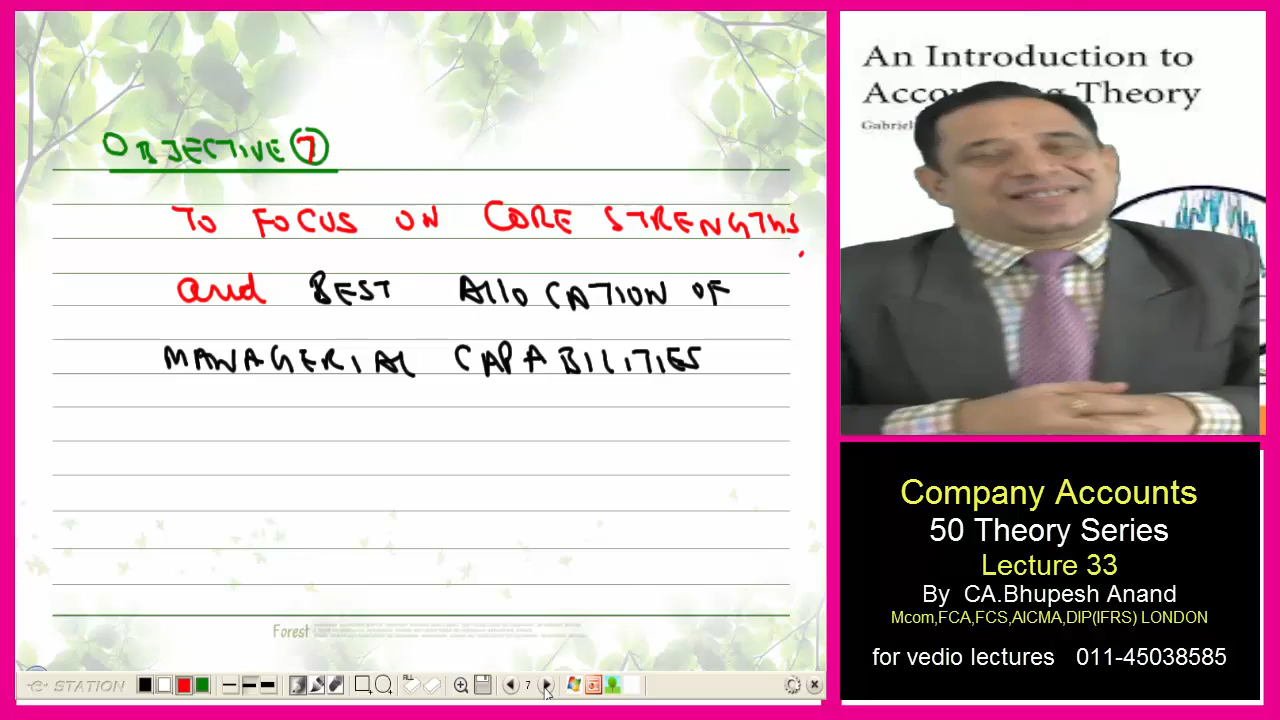 OBJECTIVE 7
TO FOCUS ON CORE STRENGTHS.
and BEST AllOCATION OF
MANAGERIAL CAPABILITIES
Forest
e- STATION
ALL
7
An Introduction to
Theory
Gabriel
Company Accounts
50 Theory Series
Lecture 33
By CA.Bhupesh Anand
Mcom,FCA,FCS,AICMA,DIP(IFRS) LONDON
for vedio lectures 011-45038585